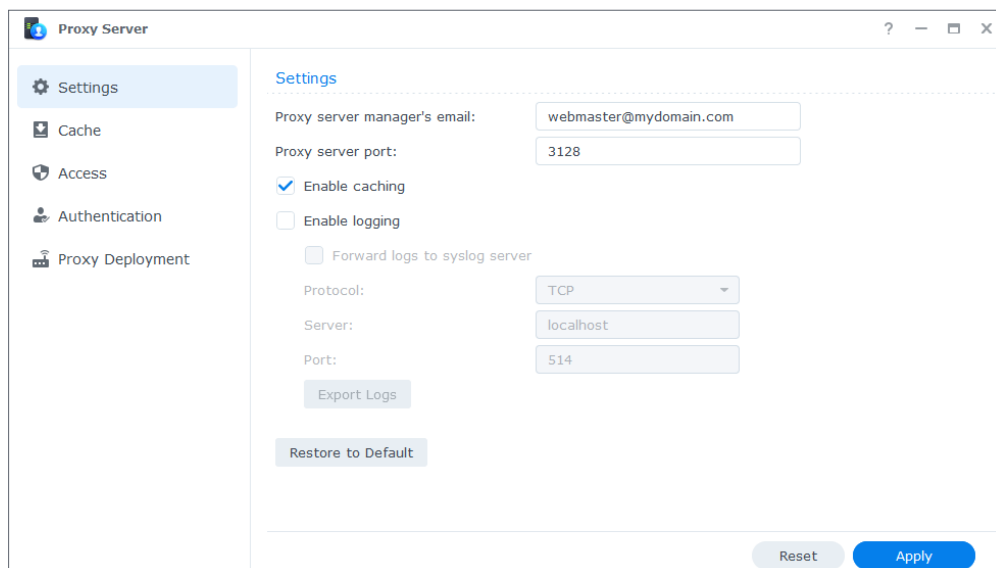 Proxy Server
?
Settings
Cache
Access
Authentication
Proxy Deployment
Settings
Proxy server manager's email: webmaster@mydomain.com
Proxy server port: 3128
Enable caching
Enable logging
Forward logs to syslog server
Protocol: TCP
Server: localhost
Port: 514
Export Logs
Restore to Default
Reset Apply